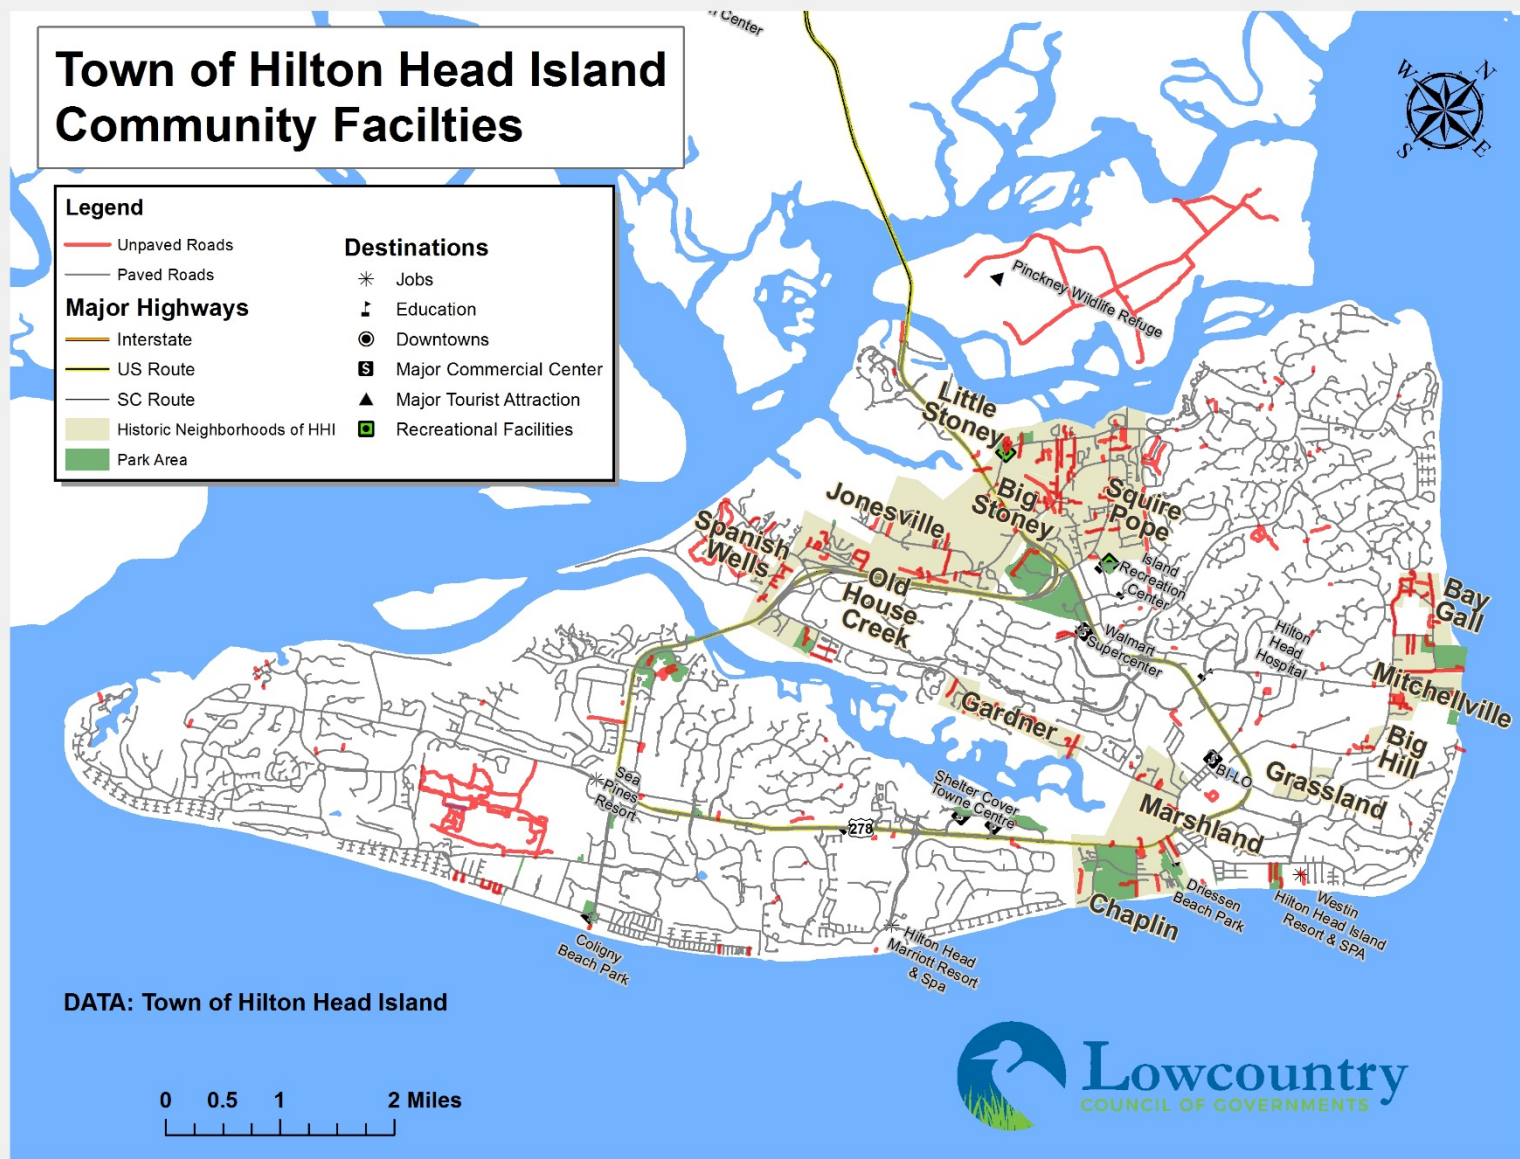 Town of Hilton Head Island
Community Facilties
Center
W
N
S
E
Legend
Unpaved Roads
Paved Roads
Major Highways
Interstate
US Route
SC Route
Historic Neighborhoods of HHI
Park Area
Destinations
Jobs
Education
Downtowns
Major Commercial Center
Major Tourist Attraction
Recreational Facilities
Pinckney Wildlife Refuge
Little
Stoney
Big
Stoney
Squire
Pope
Jonesville
Spanish
Wells
Old
House
Creek
Island
Recreation
Center
Walmart
Supercenter
Hilton
Head
Hospital
Bay
Gall
Mitchellville
Big
Hill
Gardner
BI-LO
Grassland
Marshland
Shelter Cover
Towne Centre
Sea
Pines
Resort
278
Chaplin
Driessen
Beach Park
Westin
Hilton Head Island
Resort & SPA
Coligny
Beach Park
Hilton Head
Marriott Resort
& Spa
DATA: Town of Hilton Head Island
0 0.5 1 2 Miles
Lowcountry
COUNCIL OF GOVERNMENTS